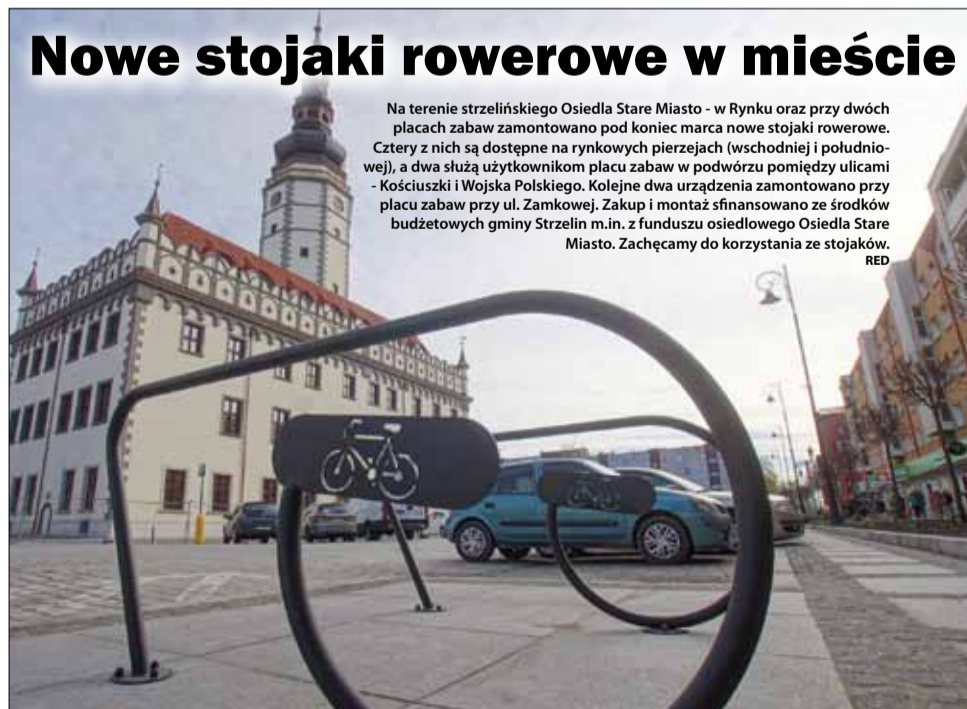 Nowe stojaki rowerowe w mieście
Na terenie strzelińskiego Osiedla Stare Miasto - w Rynku oraz przy dwóch
placach zabaw zamontowano pod koniec marca nowe stojaki rowerowe.
Cztery z nich są dostępne na rynkowych pierzejach (wschodniej i południo-
wej), a dwa służą użytkownikom placu zabaw w podwórzu pomiędzy ulicami
- Kościuszki i Wojska Polskiego. Kolejne dwa urządzenia zamontowano przy
placu zabaw przy ul. Zamkowej. Zakup i montaż sfinansowano ze środków
budżetowych gminy Strzelin m.in. z funduszu osiedlowego Osiedla Stare
Miasto. Zachęcamy do korzystania ze stojaków.
RED